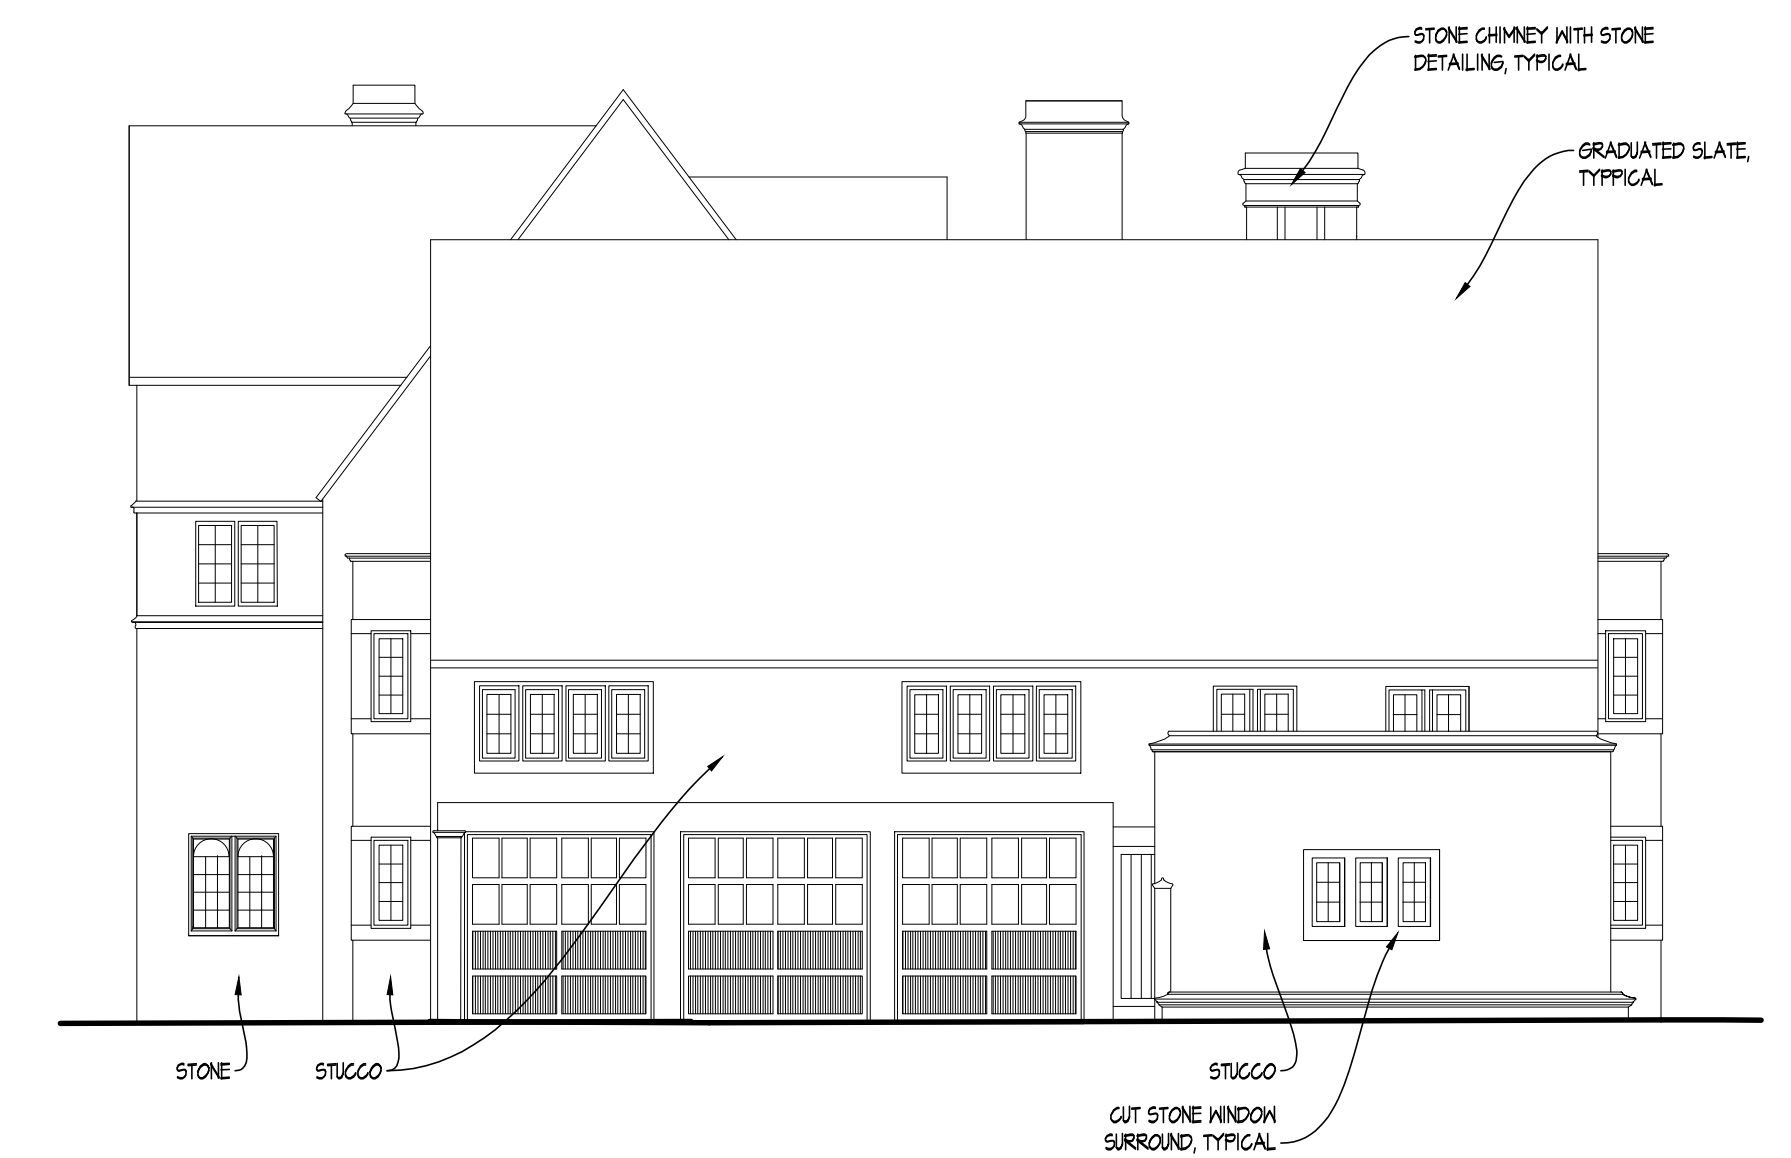 STONE CHIMNEY WITH STONE
DETAILING, TYPICAL
GRADUATED SLATE,
TYPPICAL
STONE
STUCCO
STUCCO
CUT STONE WINDOW
SURROUND, TYPICAL